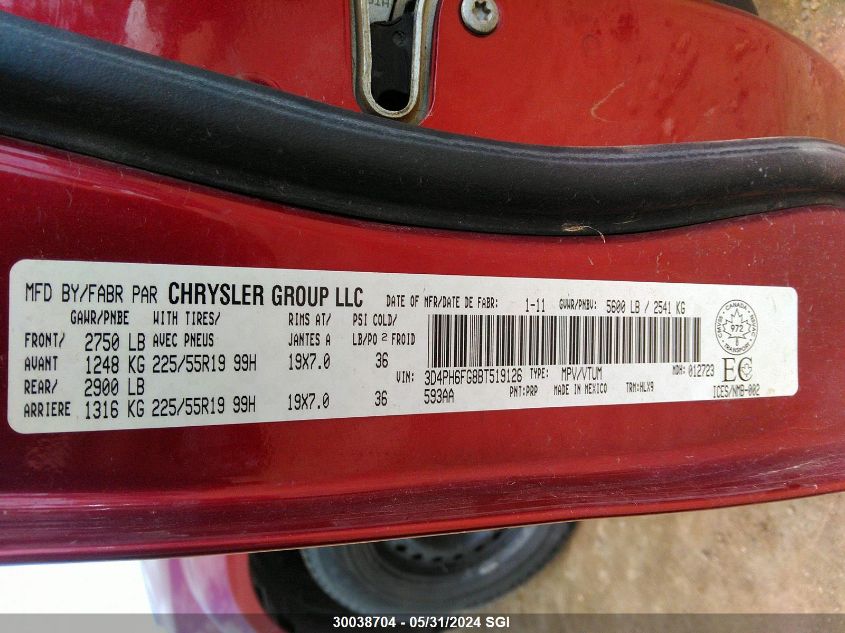 MFD BY/FABR PAR CHRYSLER GROUP LLC DATE OF MFR/DATE DE FABR: 1-11 GVWR/PNBV: 5600 LB / 2541 KG
GAWR/PNBE WITH TIRES/ RIMS AT/ PSI COLD/
FRONT/ 2750 LB AVEC PNEUS JANTES A LB/PO2 FROID
AVANT 1248 KG 225/55R19 99H 19X7.0 36
REAR/ 2900 LB
ARRIERE 1316 KG 225/55R19 99H 19X7.0 36
VIN: 3D4PH6FG8BT519126 TYPE: MPV/VTUM MDH: 012723
593AA PNT:PRP MADE IN MEXICO TRM:HLX9
CANADA
972
TRANSPORT
EC
ICES/NMB-002
30038704 - 05/31/2024 SGI